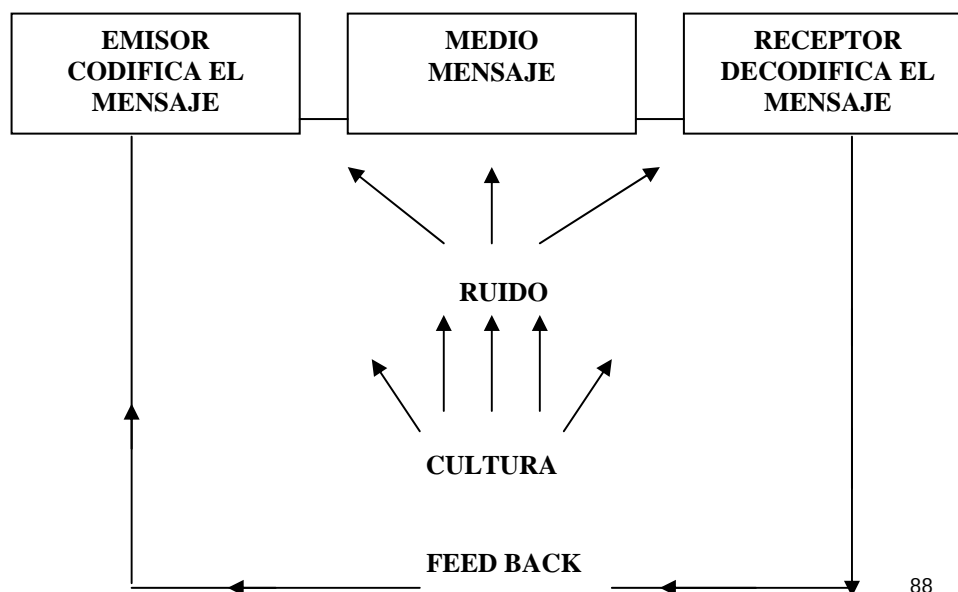 EMISOR
CODIFICA EL
MENSAJE
MEDIO
MENSAJE
RECEPTOR
DECODIFICA EL
MENSAJE
RUIDO
CULTURA
FEED BACK
88